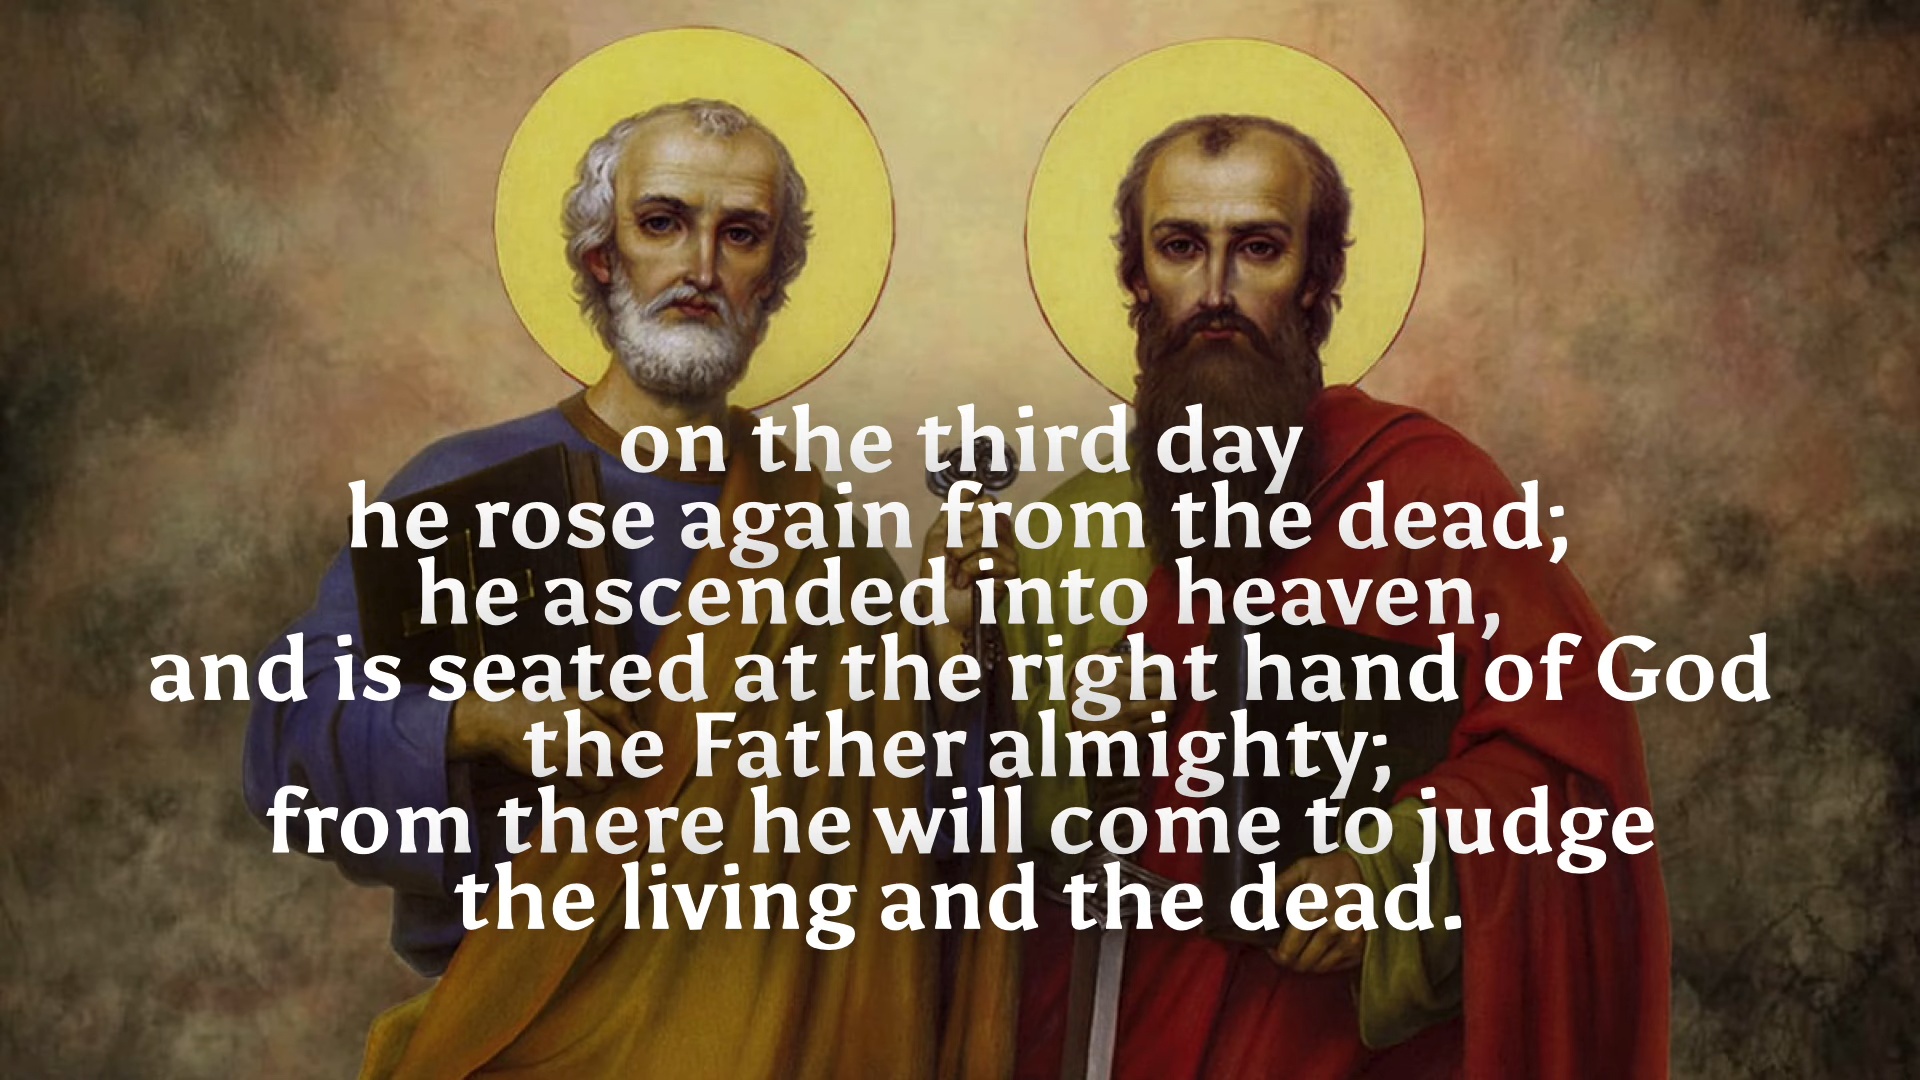 on the third day
he rose again from the dead;
he ascended into heaven,
and is seated at the right hand of God
the Father almighty;
from there he will come to judge
the living and the dead.